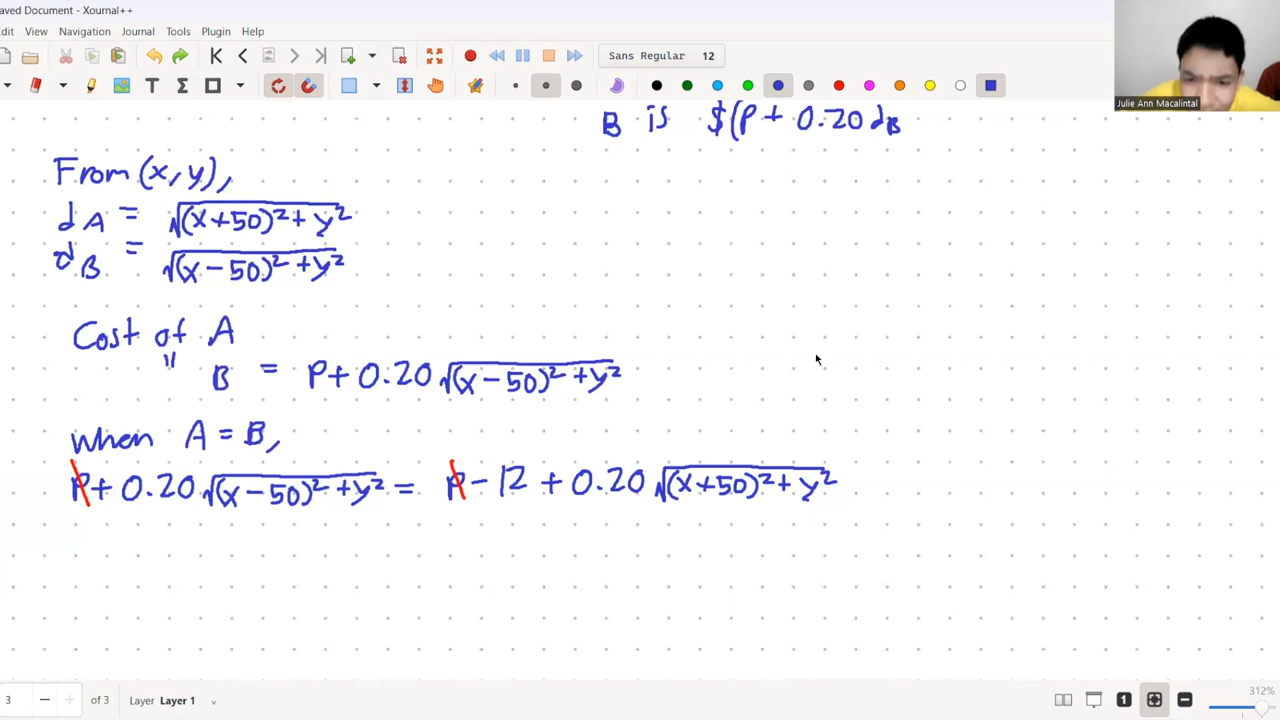 aved Document - Xournal++
dit View Navigation Journal Tools Plugin Help
Sans Regular 12
Julie Ann Macalintal
B is $(P + 0.20 dB
From (x, y),
dA = √(x+50)²+ y²
dB = √(x-50)² +y²
Cost of A
" B = P+ 0.20 √(x-50)² +y²
when A = B,
P+ 0.20 √(x-50)² +y² = P - 12 + 0.20 √(x+50)²+ y²
3 of 3 Layer Layer 1 1 312%